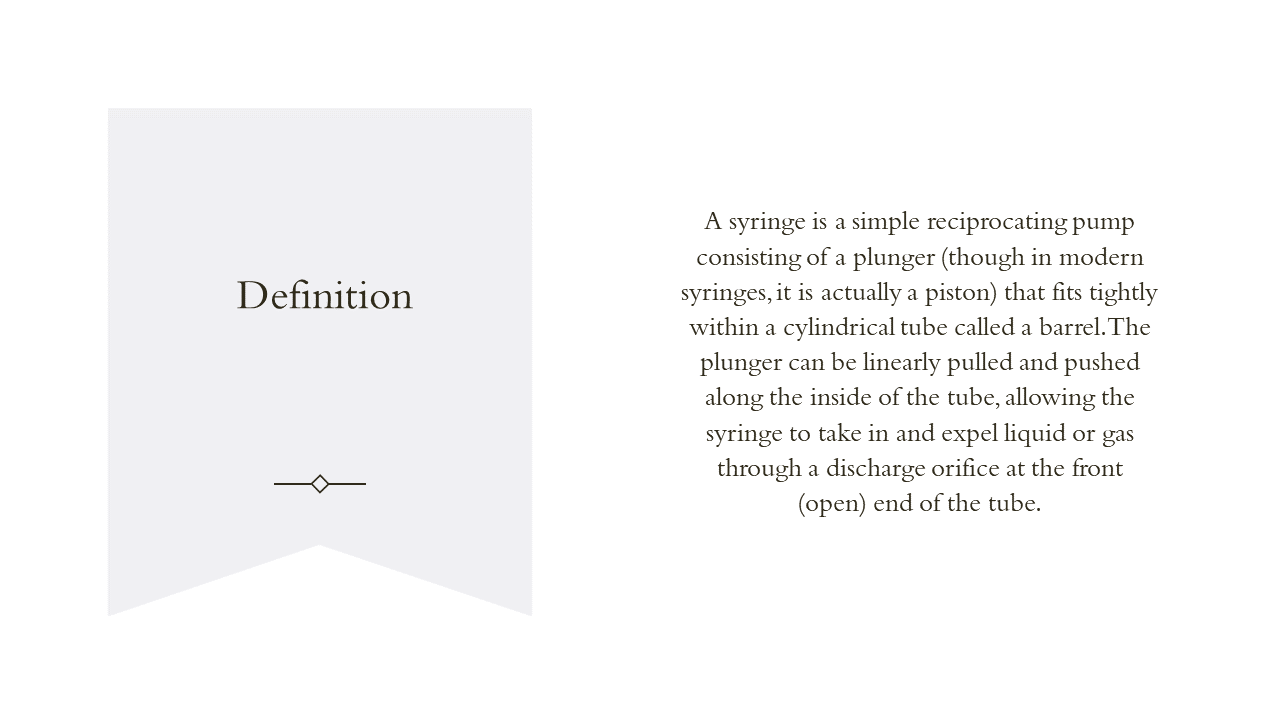 Definition
A syringe is a simple reciprocating pump
consisting of a plunger (though in modern
syringes, it is actually a piston) that fits tightly
within a cylindrical tube called a barrel. The
plunger can be linearly pulled and pushed
along the inside of the tube, allowing the
syringe to take in and expel liquid or gas
through a discharge orifice at the front
(open) end of the tube.